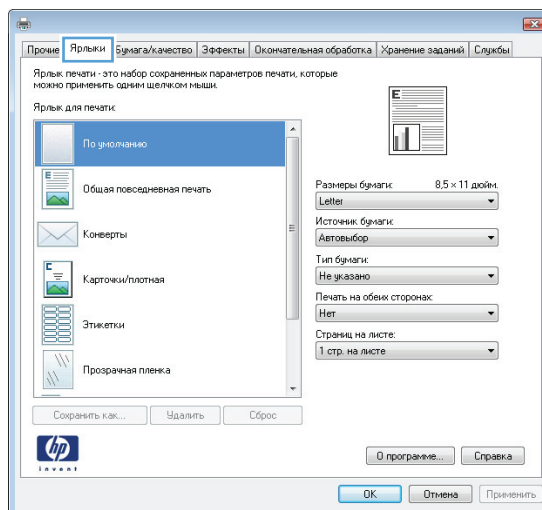 Прочие Ярлыки Бумага/качество Эффекты Окончательная обработка Хранение заданий Службы
Ярлык печати - это набор сохраненных параметров печати, которые
можно применить одним щелчком мыши.
Ярлык для печати:
По умолчанию
Общая повседневная печать
Конверты
Карточки/плотная
Этикетки
Прозрачная пленка
E
Размеры бумаги: 8,5 × 11 дюйм.
Letter
Источник бумаги:
Автовыбор
Тип бумаги:
Не указано
Печать на обеих сторонах:
Нет
Страниц на листе:
1 стр. на листе
Сохранить как... Удалить Сброс
hp
invent
О программе... Справка
OK Отмена Применить